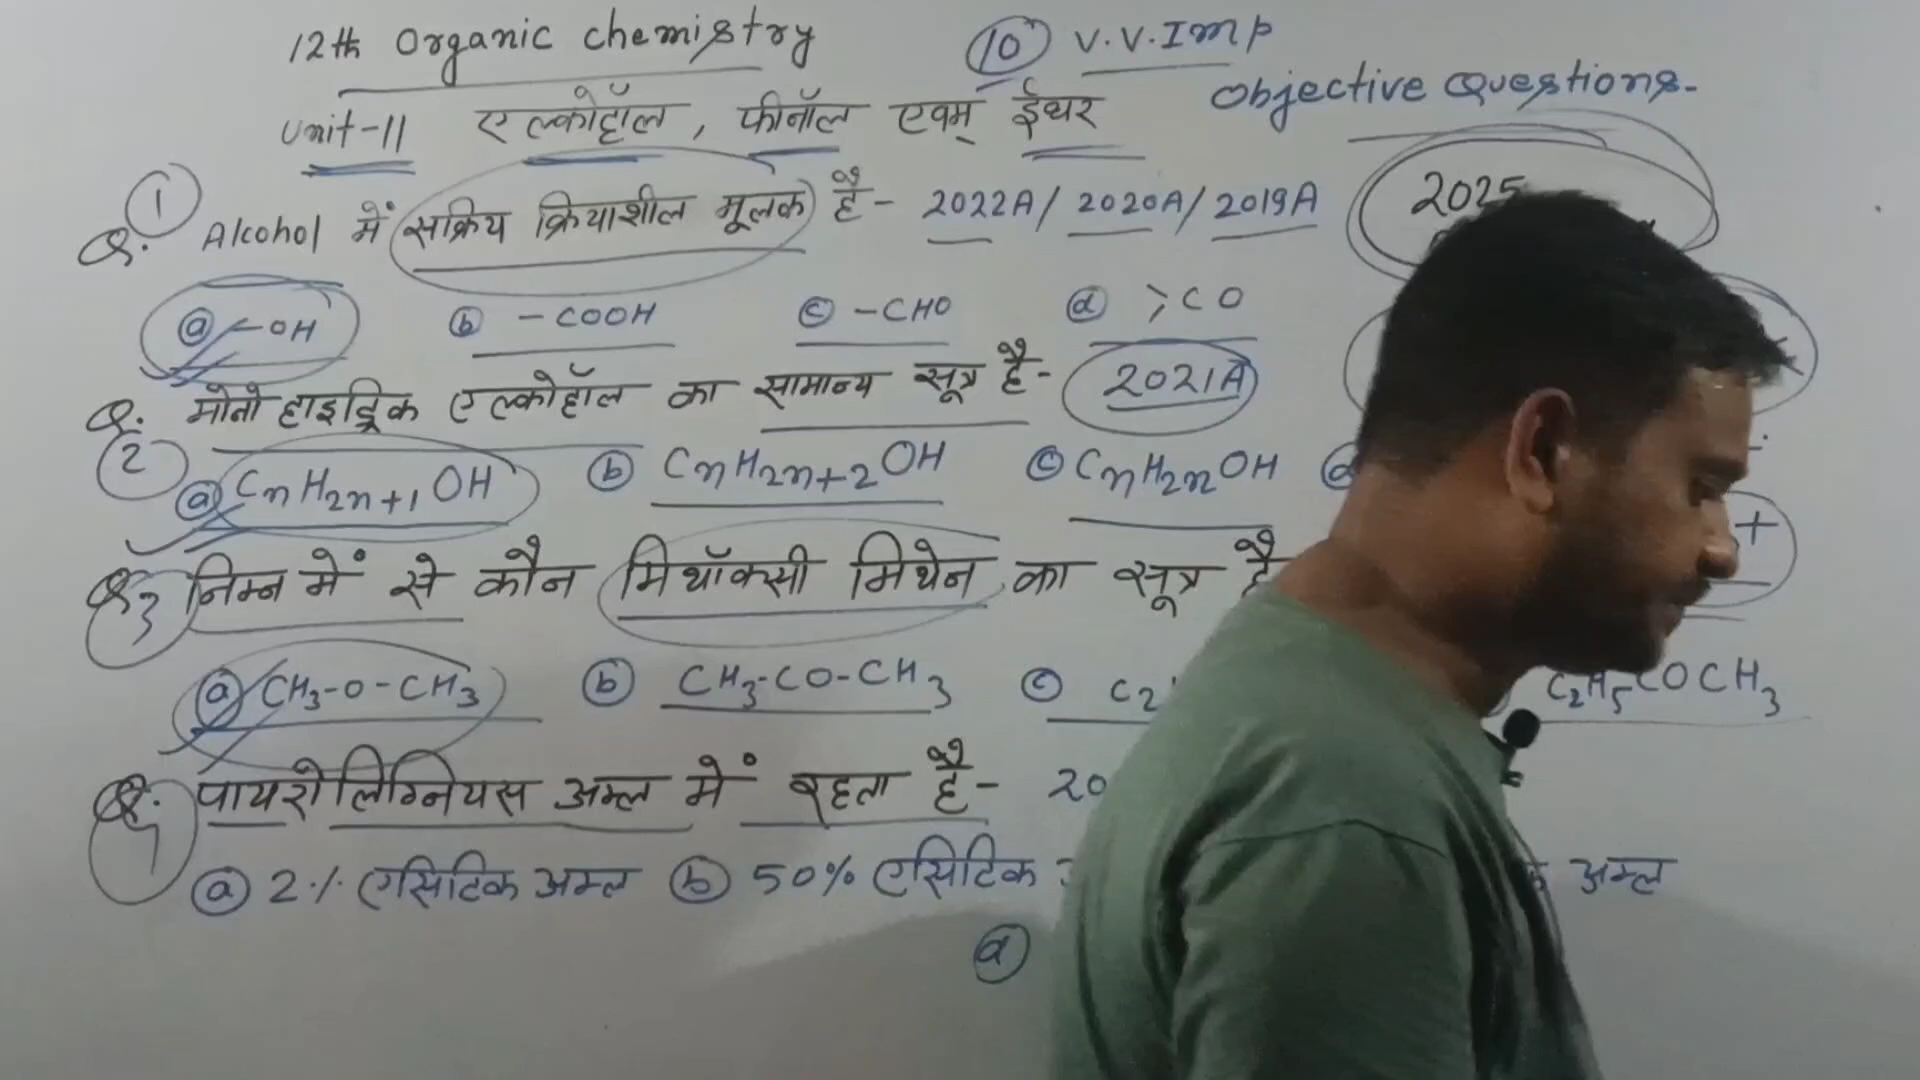 12th Organic chemistry (10) V.V.Imp
Objective Questions.
Unit-11 एल्कोहॉल, फीनॉल एवम् ईथर
1
Q. Alcohol में सक्रिय क्रियाशील मूलक है- 2022A/2020A/2019A 2025
(a) -OH (b) -COOH (c) -CHO (d) >CO
Q. 2 मोनो हाइड्रिक एल्कोहॉल का सामान्य सूत्र है- 2021A
(a) CnH2n+1OH (b) CnH2n+2OH (c) CnH2nOH (d)
Q. 3 निम्न में से कौन मिथॉक्सी मिथेन का सूत्र है
(a) CH3-O-CH3 (b) CH3-CO-CH3 (c) C2 C2H5COCH3
Q. 4 पायरोलिग्नियस अम्ल में रहता है- 20
(a) 2% एसिटिक अम्ल (b) 50% एसिटिक अम्ल
(d)